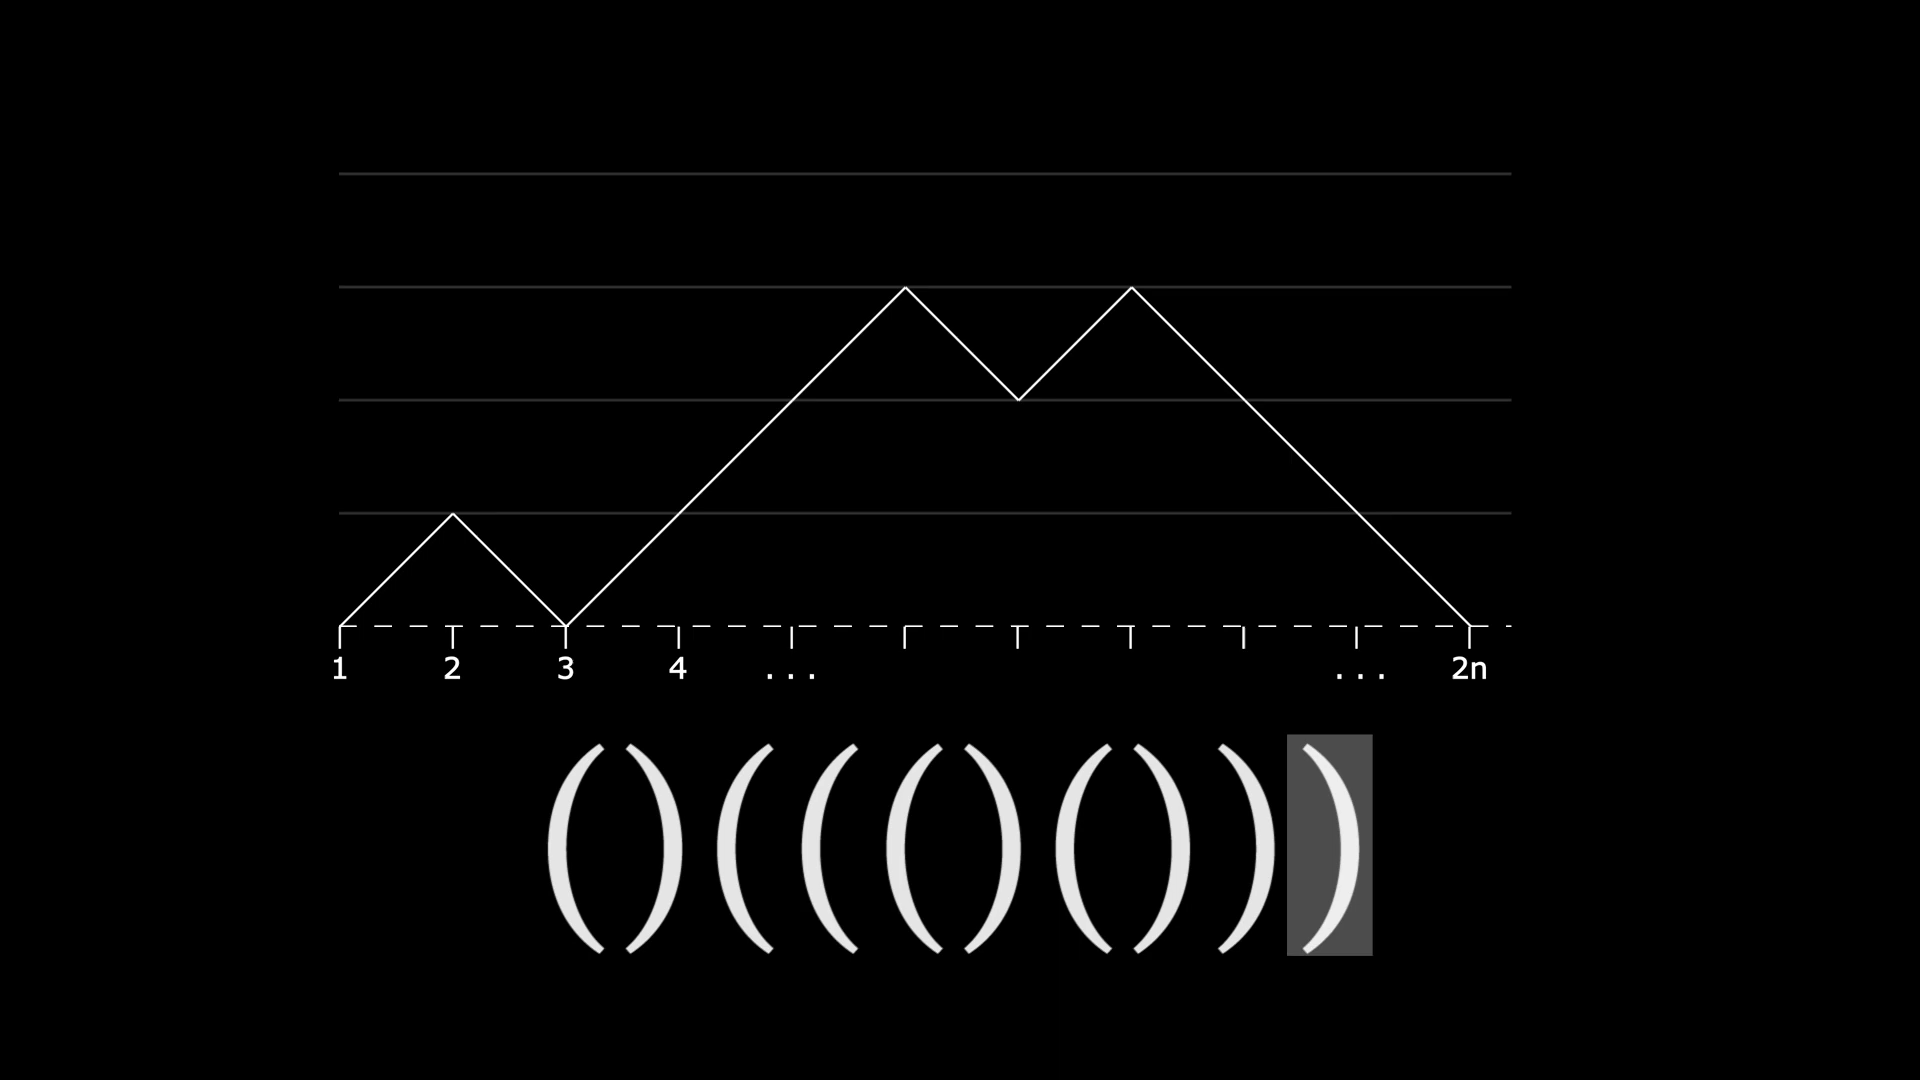 1 2 3 4 ... ... 2n
()((()()))